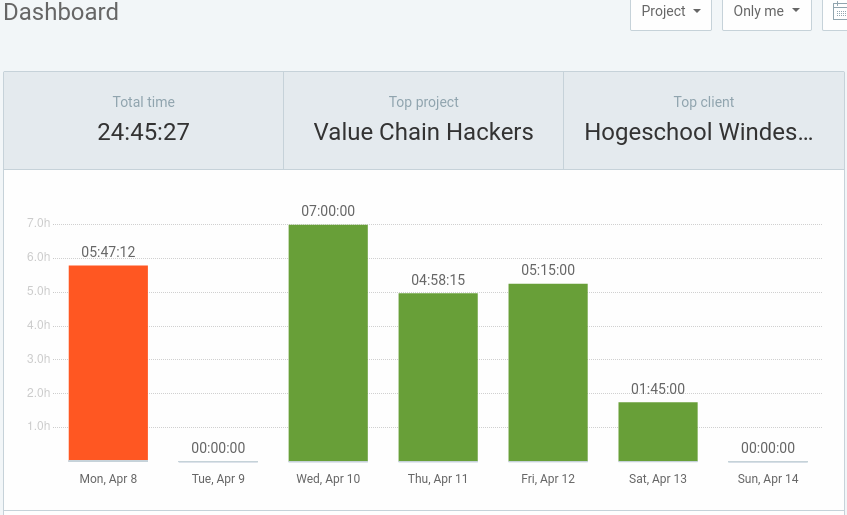 Dashboard
Project
Only me
Total time
Top project
Top client
24:45:27
Value Chain Hackers
Hogeschool Windes...
07:00:00
7.0h
05:47:12
6.0h
05:15:00
04:58:15
5.0h
4.0h
3.0h
01:45:00
2.0h
1.0h
00:00:00
00:00:00
Mon, Apr 8
Tue, Apr 9
Wed, Apr 10
Thu, Apr 11
Fri, Apr 12
Sat, Apr 13
Sun, Apr 14